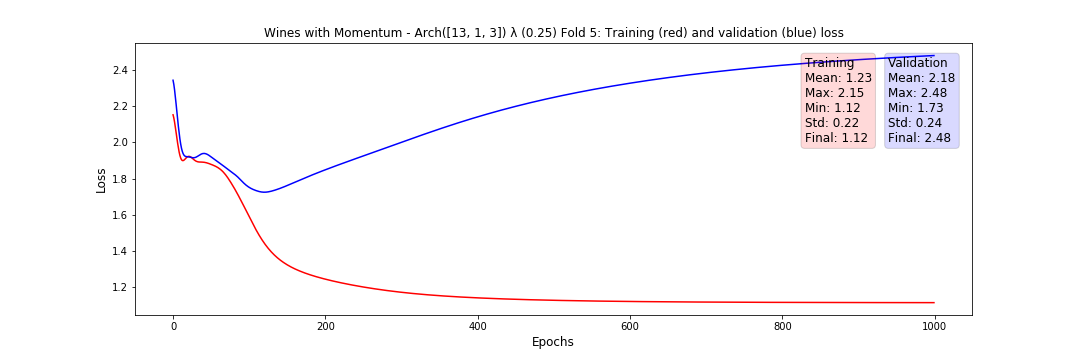 Wines with Momentum - Arch([13, 1, 3]) λ (0.25) Fold 5: Training (red) and validation (blue) loss
Loss
2.4
2.2
2.0
1.8
1.6
1.4
1.2
Training
Mean: 1.23
Max: 2.15
Min: 1.12
Std: 0.22
Final: 1.12
Validation
Mean: 2.18
Max: 2.48
Min: 1.73
Std: 0.24
Final: 2.48
0
200
400
600
800
1000
Epochs